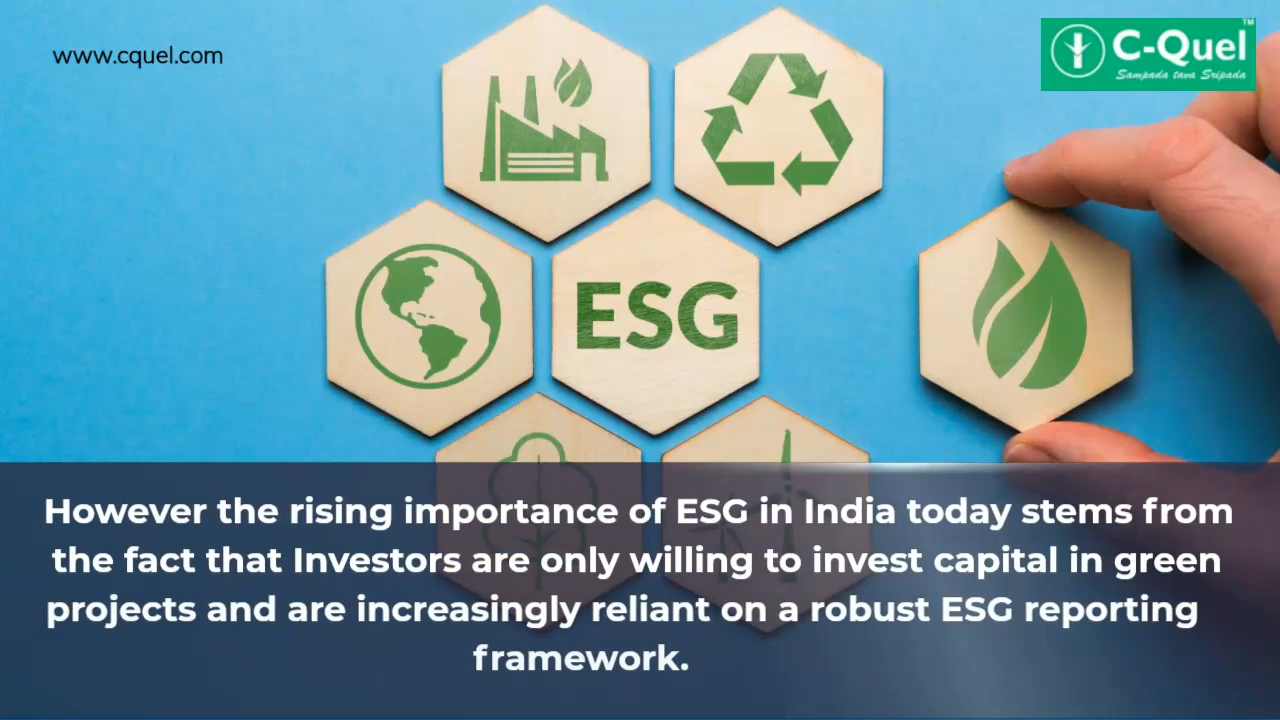 www.cquel.com
C-Quel
TM
Sampada tava Sripada
ESG
However the rising importance of ESG in India today stems from
the fact that Investors are only willing to invest capital in green
projects and are increasingly reliant on a robust ESG reporting
framework.